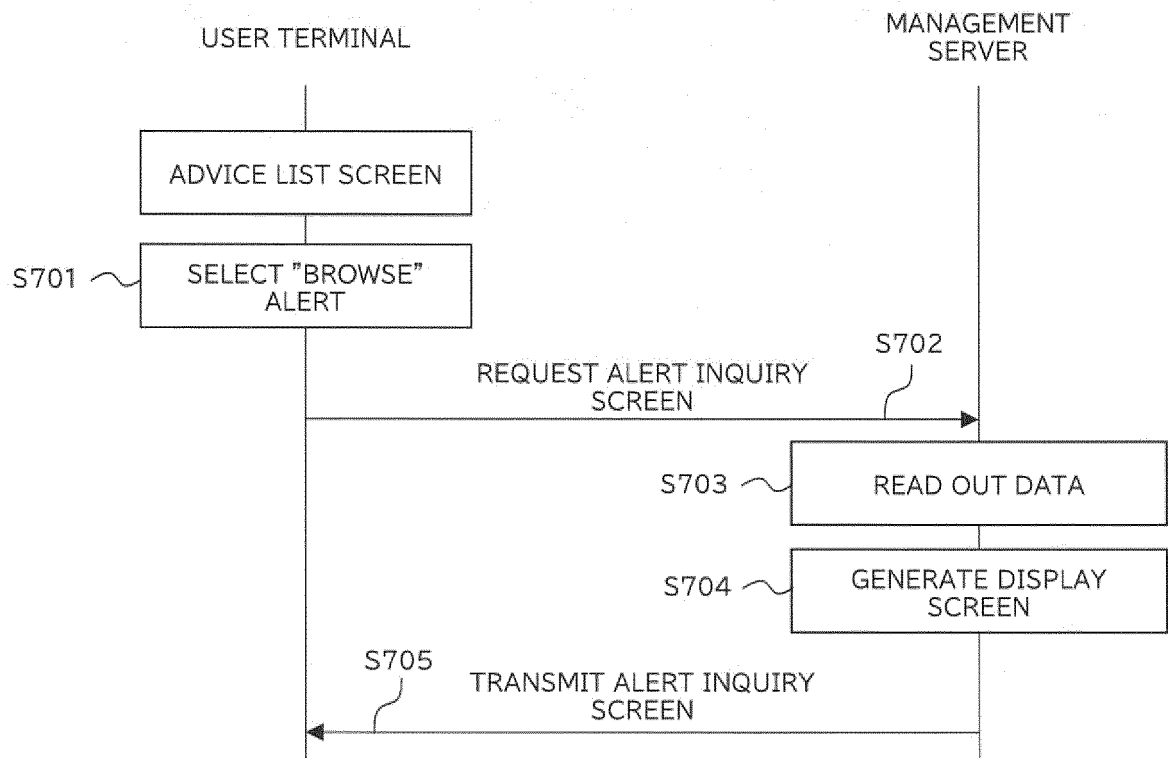 USER TERMINAL
MANAGEMENT
SERVER
ADVICE LIST SCREEN
S701
SELECT "BROWSE"
ALERT
S702
REQUEST ALERT INQUIRY
SCREEN
S703
READ OUT DATA
S704
GENERATE DISPLAY
SCREEN
S705
TRANSMIT ALERT INQUIRY
SCREEN